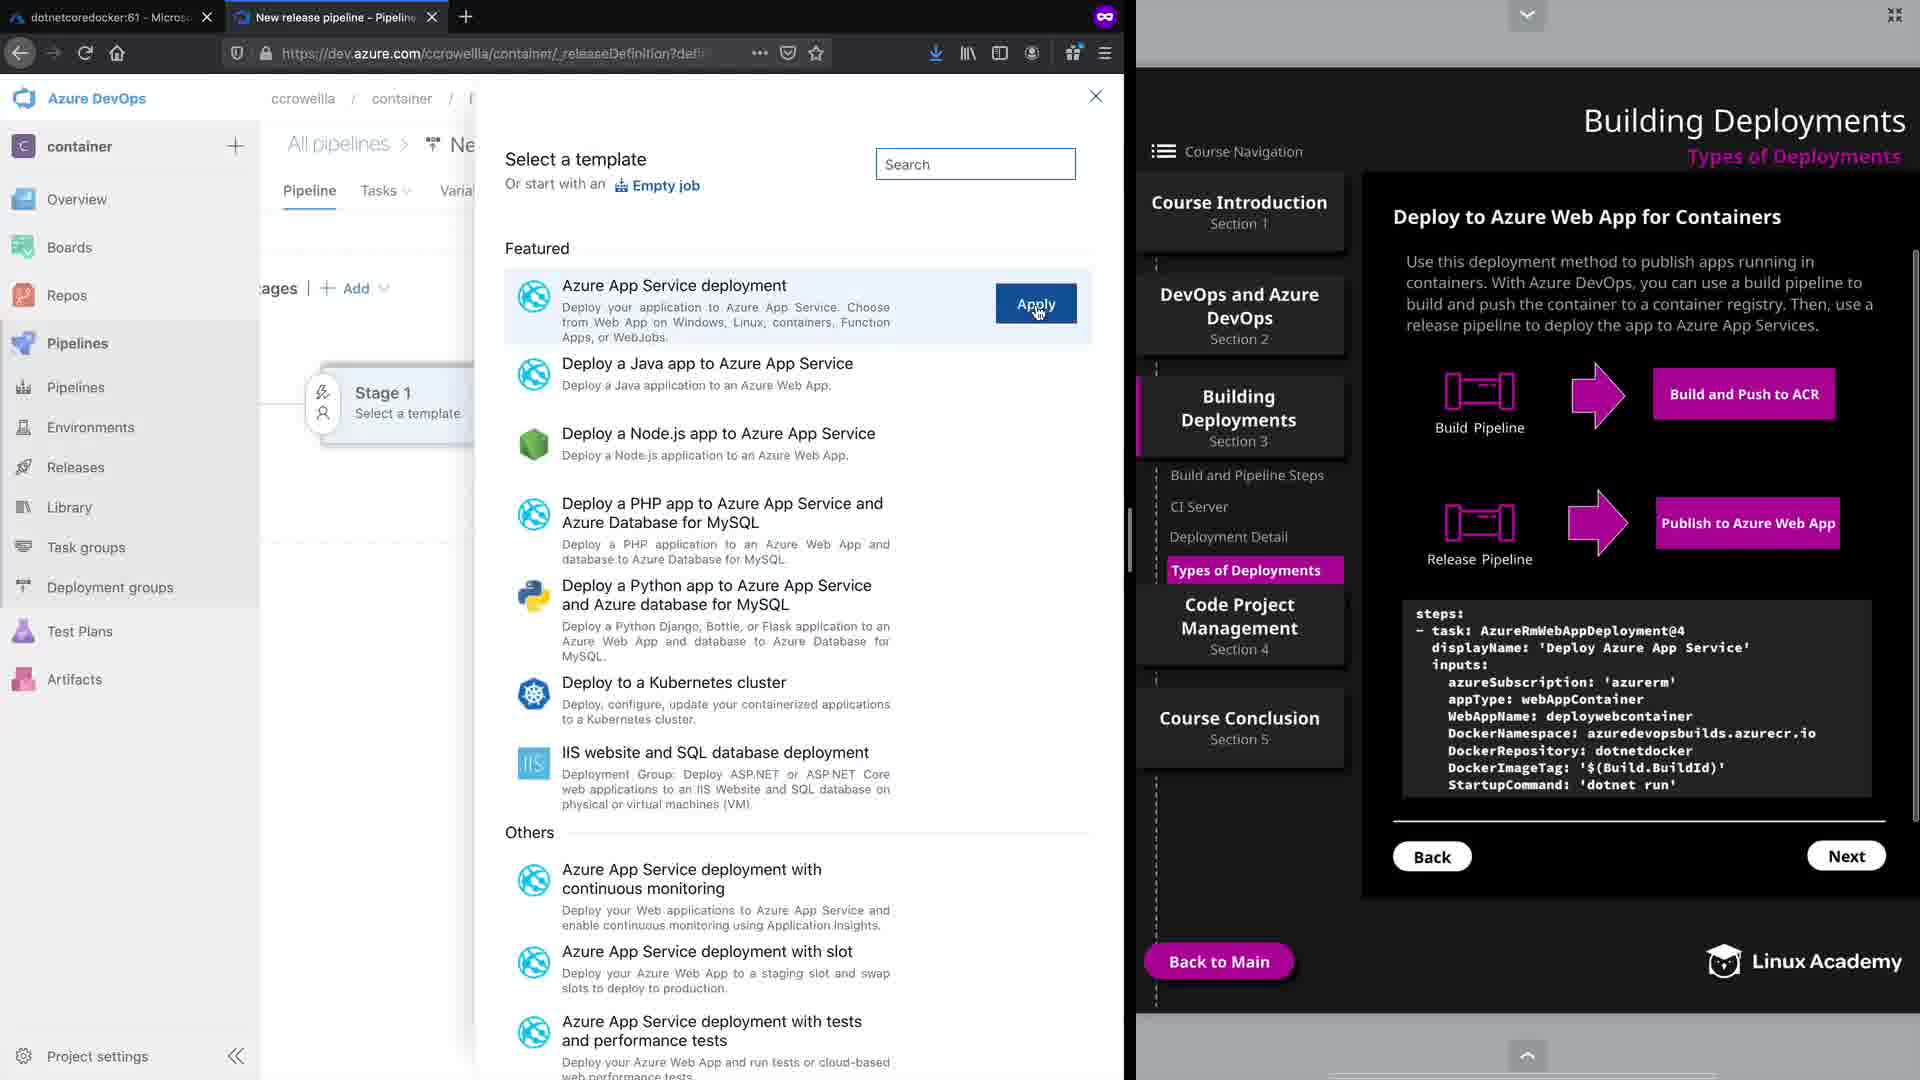 dotnetcoredocker:61 - Micros
New release pipeline - Pipeline
https://dev.azure.com/ccrowellla/container/_releaseDefinition?defi
Azure DevOps
ccrowellla / container /
container
All pipelines > Ne
Pipeline
Tasks
Varia
Overview
Boards
Repos
Pipelines
Pipelines
Environments
Releases
Library
Task groups
Deployment groups
Test Plans
Artifacts
Project settings
ages | + Add
Stage 1
Select a template
Select a template
Or start with an Empty job
Search
Featured
Azure App Service deployment
Deploy your application to Azure App Service. Choose
from Web App on Windows, Linux, containers, Function
Apps, or WebJobs.
Apply
Deploy a Java app to Azure App Service
Deploy a Java application to an Azure Web App.
Deploy a Node.js app to Azure App Service
Deploy a Node.js application to an Azure Web App.
Deploy a PHP app to Azure App Service and
Azure Database for MySQL
Deploy a PHP application to an Azure Web App and
database to Azure Database for MySQL.
Deploy a Python app to Azure App Service
and Azure database for MySQL
Deploy a Python Django, Bottle, or Flask application to an
Azure Web App and database to Azure Database for
MySQL.
Deploy to a Kubernetes cluster
Deploy, configure, update your containerized applications
to a Kubernetes cluster.
IIS
IIS website and SQL database deployment
Deployment Group: Deploy ASP.NET or ASP.NET Core
web applications to an IIS Website and SQL database on
physical or virtual machines (VM).
Others
Azure App Service deployment with
continuous monitoring
Deploy your Web applications to Azure App Service and
enable continuous monitoring using Application Insights.
Azure App Service deployment with slot
Deploy your Azure Web App to a staging slot and swap
slots to deploy to production.
Azure App Service deployment with tests
and performance tests
Deploy your Azure Web App and run tests or cloud-based
web performance tests.
Building Deployments
Types of Deployments
Course Navigation
Course Introduction
Section 1
DevOps and Azure
DevOps
Section 2
Building
Deployments
Section 3
Build and Pipeline Steps
CI Server
Deployment Detail
Types of Deployments
Code Project
Management
Section 4
Course Conclusion
Section 5
Back to Main
Deploy to Azure Web App for Containers
Use this deployment method to publish apps running in
containers. With Azure DevOps, you can use a build pipeline to
build and push the container to a container registry. Then, use a
release pipeline to deploy the app to Azure App Services.
Build Pipeline
Build and Push to ACR
Release Pipeline
Publish to Azure Web App
steps:
- task: AzureRmWebAppDeployment@4
displayName: 'Deploy Azure App Service'
inputs:
azureSubscription: 'azurerm'
appType: webAppContainer
WebAppName: deploywebcontainer
DockerNamespace: azuredevopsbuilds.azurecr.io
DockerRepository: dotnetdocker
DockerImageTag: '$(Build.BuildId)'
StartupCommand: 'dotnet run'
Back
Next
Linux Academy